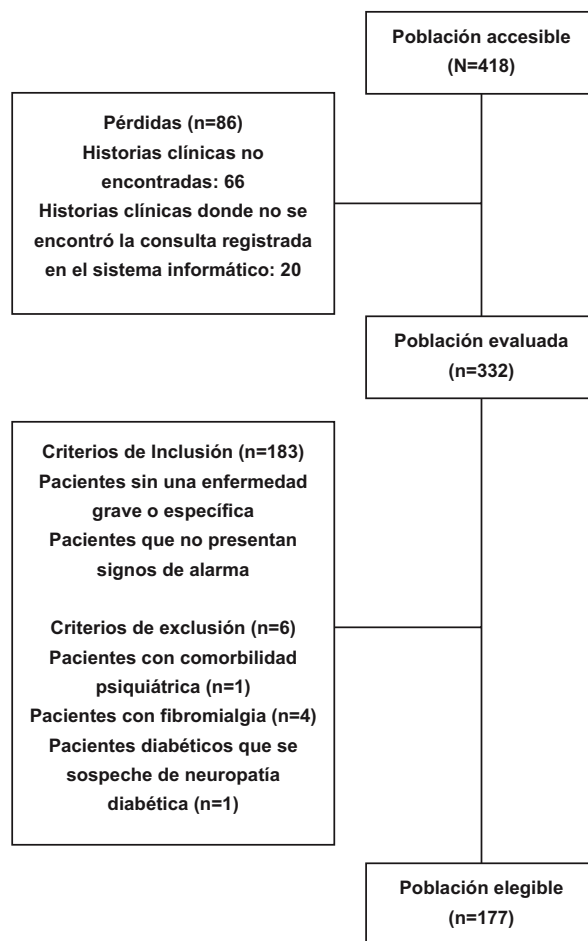 Población accesible
(N=418)
Pérdidas (n=86)
Historias clínicas no
encontradas: 66
Historias clínicas donde no se
encontró la consulta registrada
en el sistema informático: 20
Población evaluada
(n=332)
Criterios de Inclusión (n=183)
Pacientes sin una enfermedad
grave o específica
Pacientes que no presentan
signos de alarma
Criterios de exclusión (n=6)
Pacientes con comorbilidad
psiquiátrica (n=1)
Pacientes con fibromialgia (n=4)
Pacientes diabéticos que se
sospeche de neuropatía
diabética (n=1)
Población elegible
(n=177)